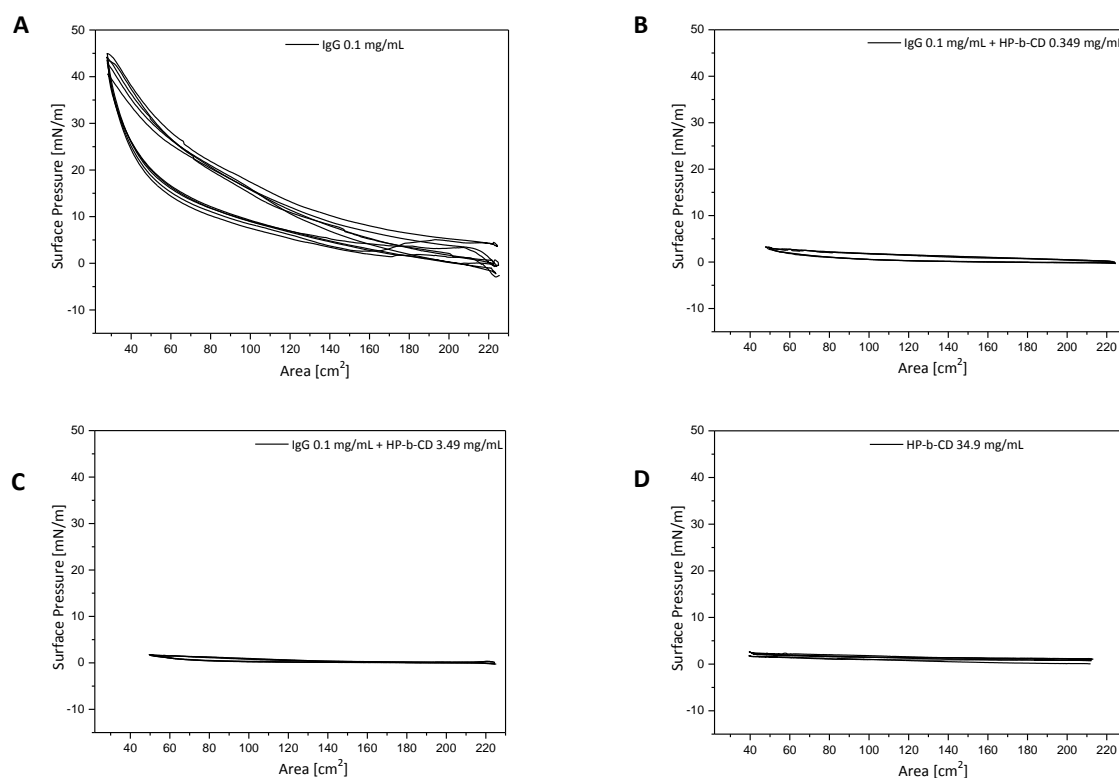 A
IgG 0.1 mg/mL
Surface Pressure [mN/m]
50
40
30
20
10
0
-10
40 60 80 100 120 140 160 180 200 220
Area [cm²]
B
IgG 0.1 mg/mL + HP-b-CD 0.349 mg/mL
Surface Pressure [mN/m]
50
40
30
20
10
0
-10
40 60 80 100 120 140 160 180 200 220
Area [cm²]
C
IgG 0.1 mg/mL + HP-b-CD 3.49 mg/mL
Surface Pressure [mN/m]
50
40
30
20
10
0
-10
40 60 80 100 120 140 160 180 200 220
Area [cm²]
D
HP-b-CD 34.9 mg/mL
Surface Pressure [mN/m]
50
40
30
20
10
0
-10
40 60 80 100 120 140 160 180 200 220
Area [cm²]